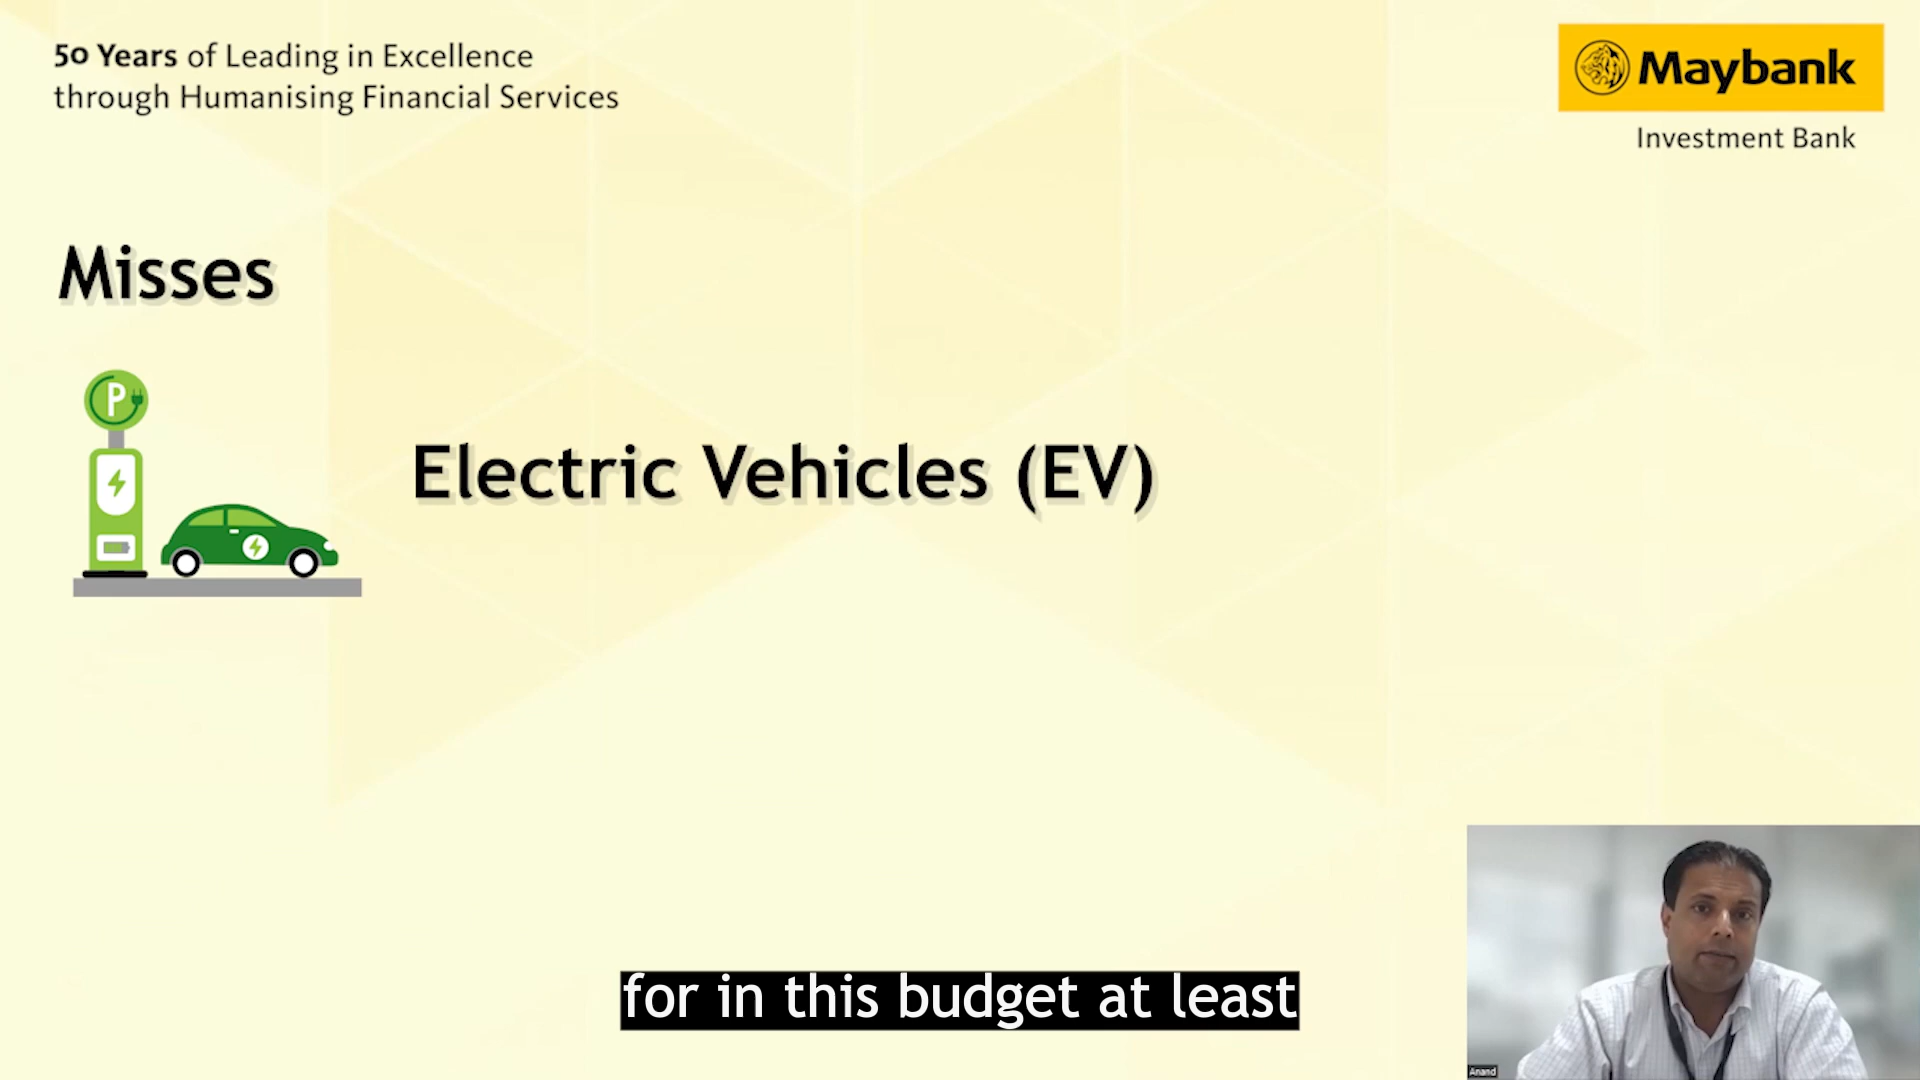 50 Years of Leading in Excellence
through Humanising Financial Services
Maybank
Investment Bank
Misses
P
Electric Vehicles (EV)
for in this budget at least
Anand